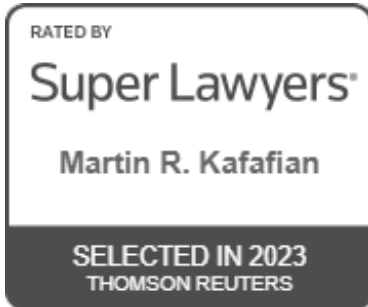 RATED BY
Super Lawyers®
Martin R. Kafafian
SELECTED IN 2023
THOMSON REUTERS